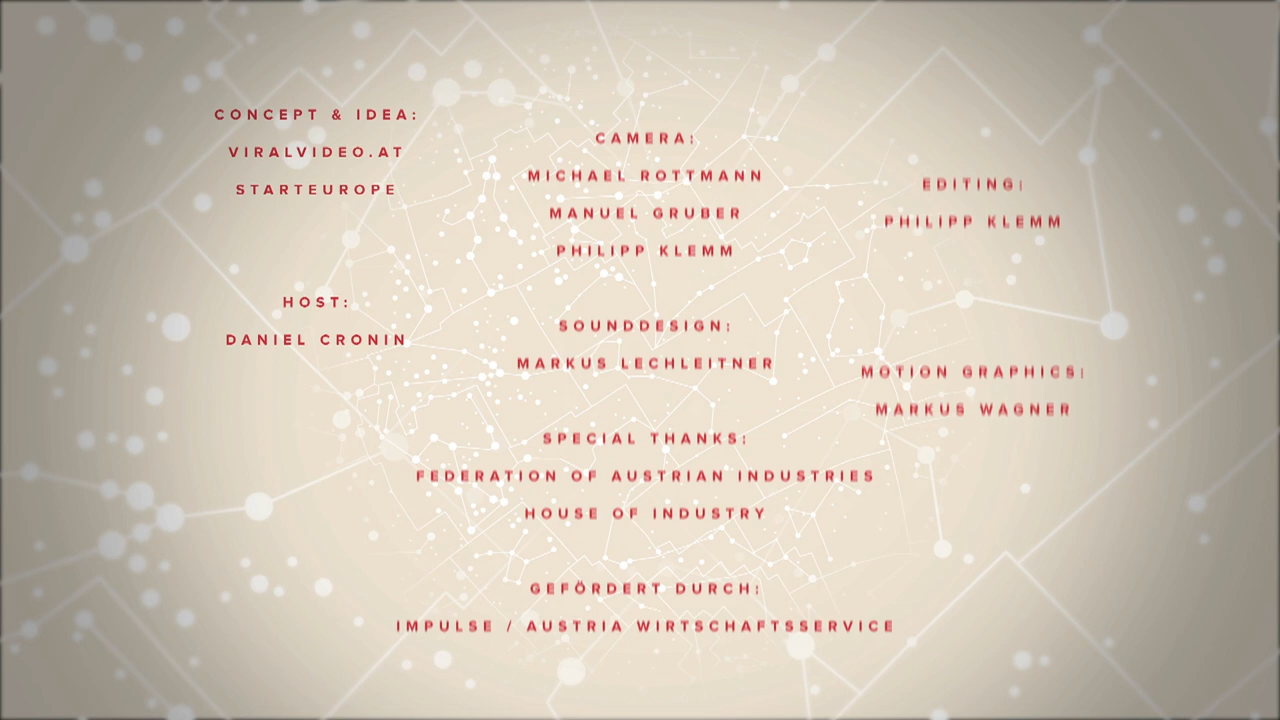 CONCEPT & IDEA:
VIRALVIDEO.AT
STARTEUROPE
HOST:
DANIEL CRONIN
CAMERA:
MICHAEL ROTTMANN
MANUEL GRUBER
PHILIPP KLEMM
SOUNDDESIGN:
MARKUS LECHLEITNER
EDITING:
PHILIPP KLEMM
MOTION GRAPHICS:
MARKUS WAGNER
SPECIAL THANKS:
FEDERATION OF AUSTRIAN INDUSTRIES
HOUSE OF INDUSTRY
GEFÖRDERT DURCH:
IMPULSE / AUSTRIA WIRTSCHAFTSSERVICE